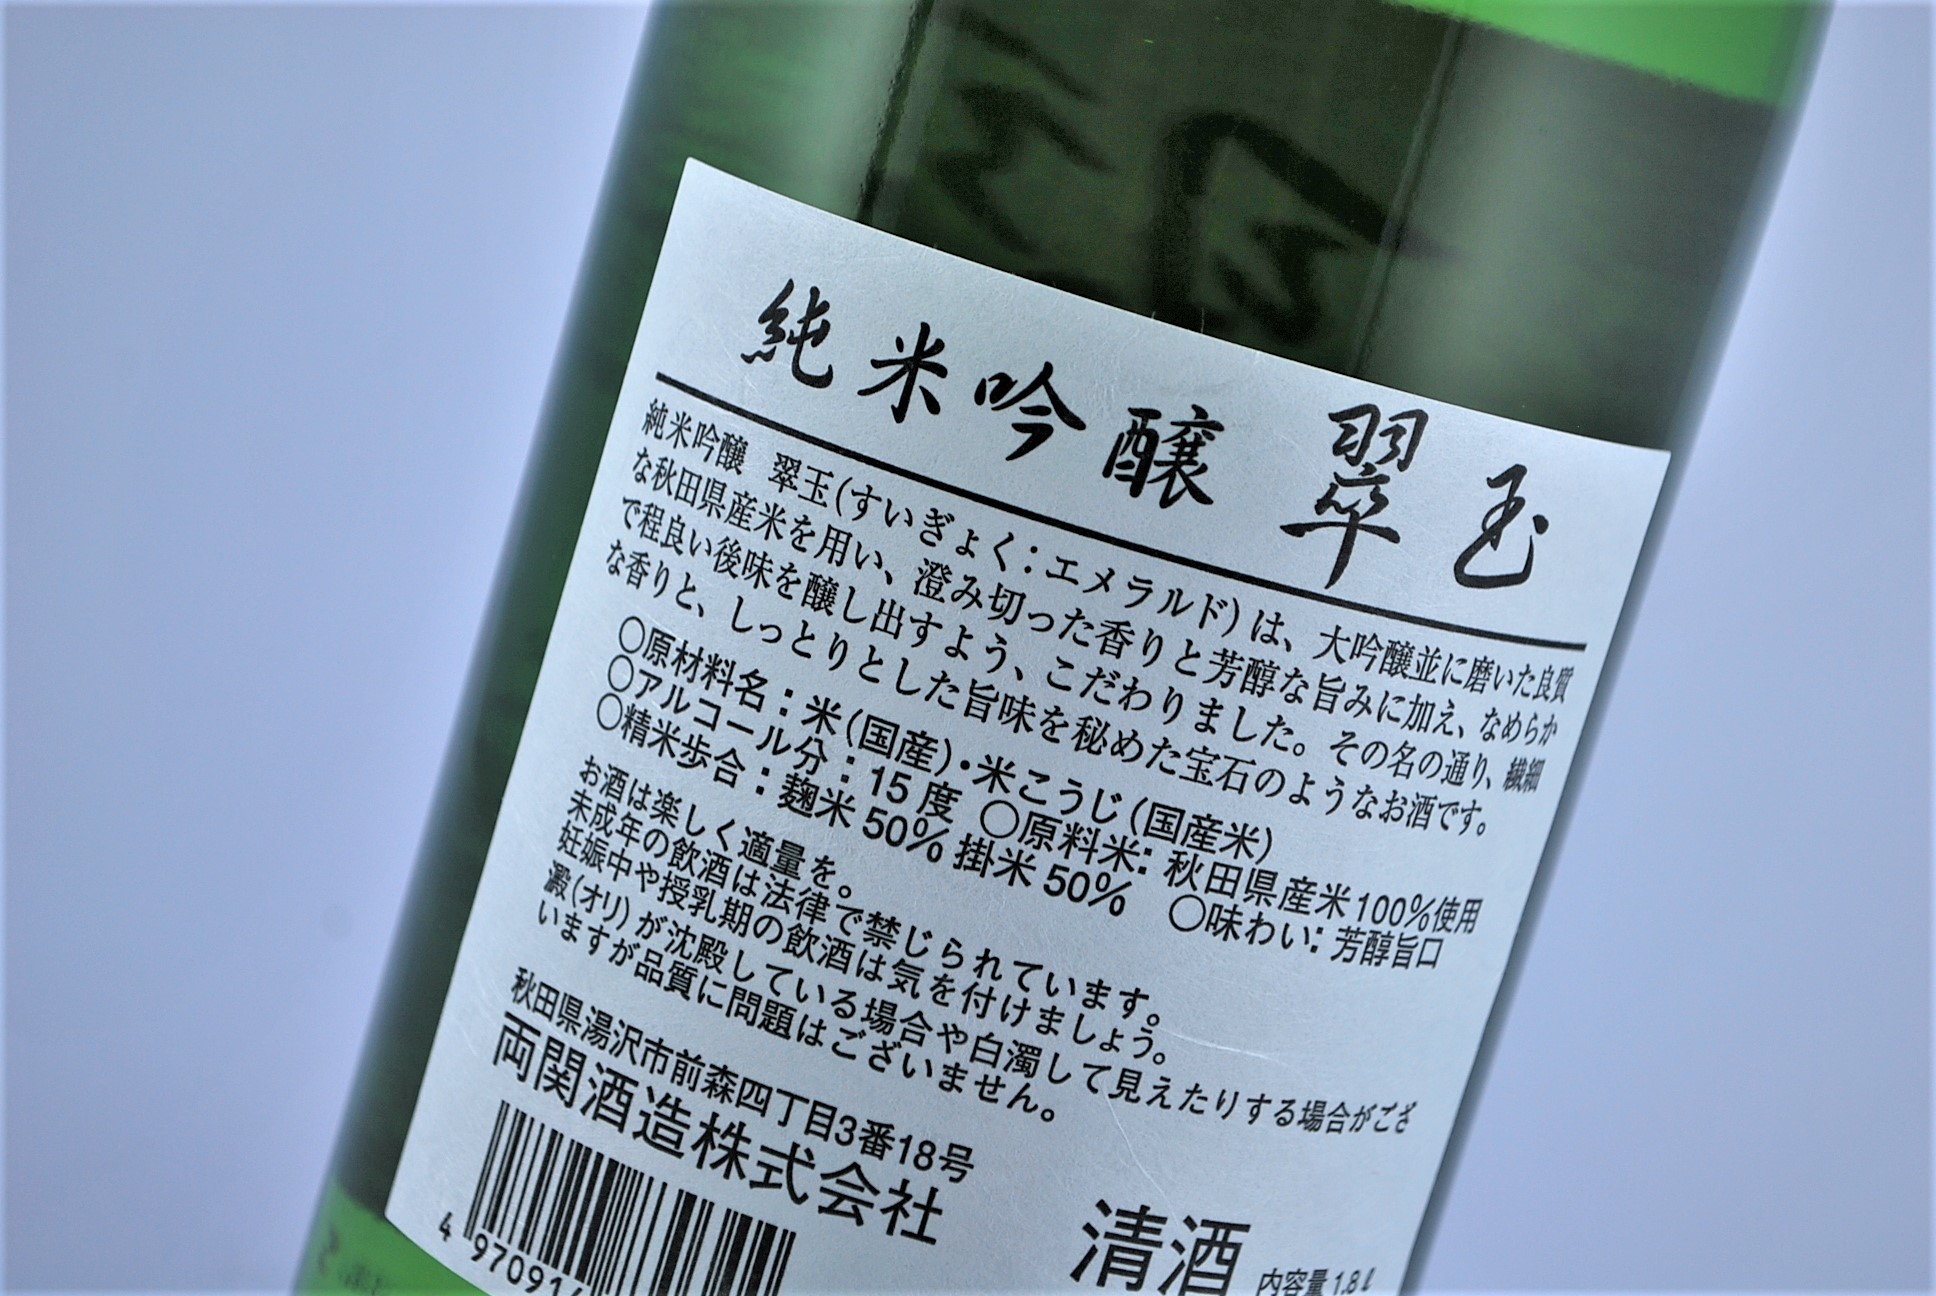 純米吟醸 翠玉
純米吟醸　翠玉(すいぎょく:エメラルド)は、大吟醸並に磨いた良質
な秋田県産米を用い、澄み切った香りと芳醇な旨みに加え、なめらか
で程良い後味を醸し出すよう、こだわりました。その名の通り、繊細
な香りと、しっとりとした旨味を秘めた宝石のようなお酒です。
○原材料名:米(国産)・米こうじ(国産米)
○アルコール分:15度 ○原料米:秋田県産米100%使用
○精米歩合:麹米50% 掛米50% ○味わい:芳醇旨口
お酒は楽しく適量を。
未成年の飲酒は法律で禁じられています。
妊娠中や授乳期の飲酒は気を付けましょう。
澱(オリ)が沈殿している場合や白濁して見えたりする場合がござ
いますが品質に問題はございません。
秋田県湯沢市前森四丁目3番18号
両関酒造株式会社
清酒 内容量1.8ℓ
4 97091